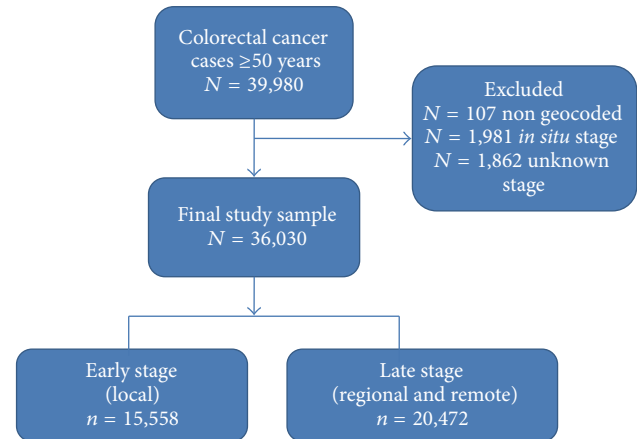 Colorectal cancer
cases ≥50 years
N = 39,980
Excluded
N = 107 non geocoded
N = 1,981 in situ stage
N = 1,862 unknown
stage
Final study sample
N = 36,030
Early stage
(local)
n = 15,558
Late stage
(regional and remote)
n = 20,472